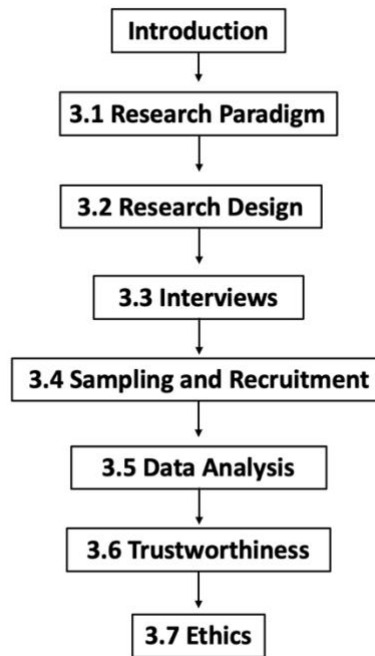 Introduction
3.1 Research Paradigm
3.2 Research Design
3.3 Interviews
3.4 Sampling and Recruitment
3.5 Data Analysis
3.6 Trustworthiness
3.7 Ethics